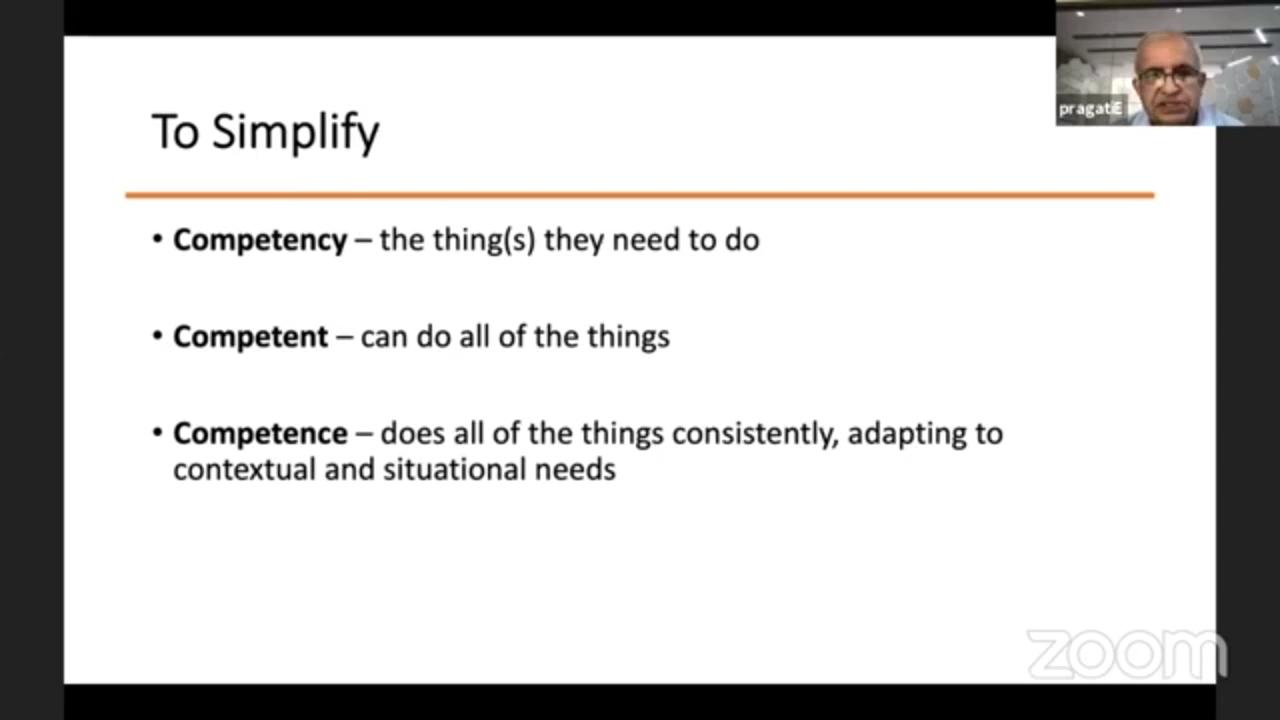 To Simplify
• Competency – the thing(s) they need to do
• Competent – can do all of the things
• Competence – does all of the things consistently, adapting to
contextual and situational needs
pragatiE
zoom